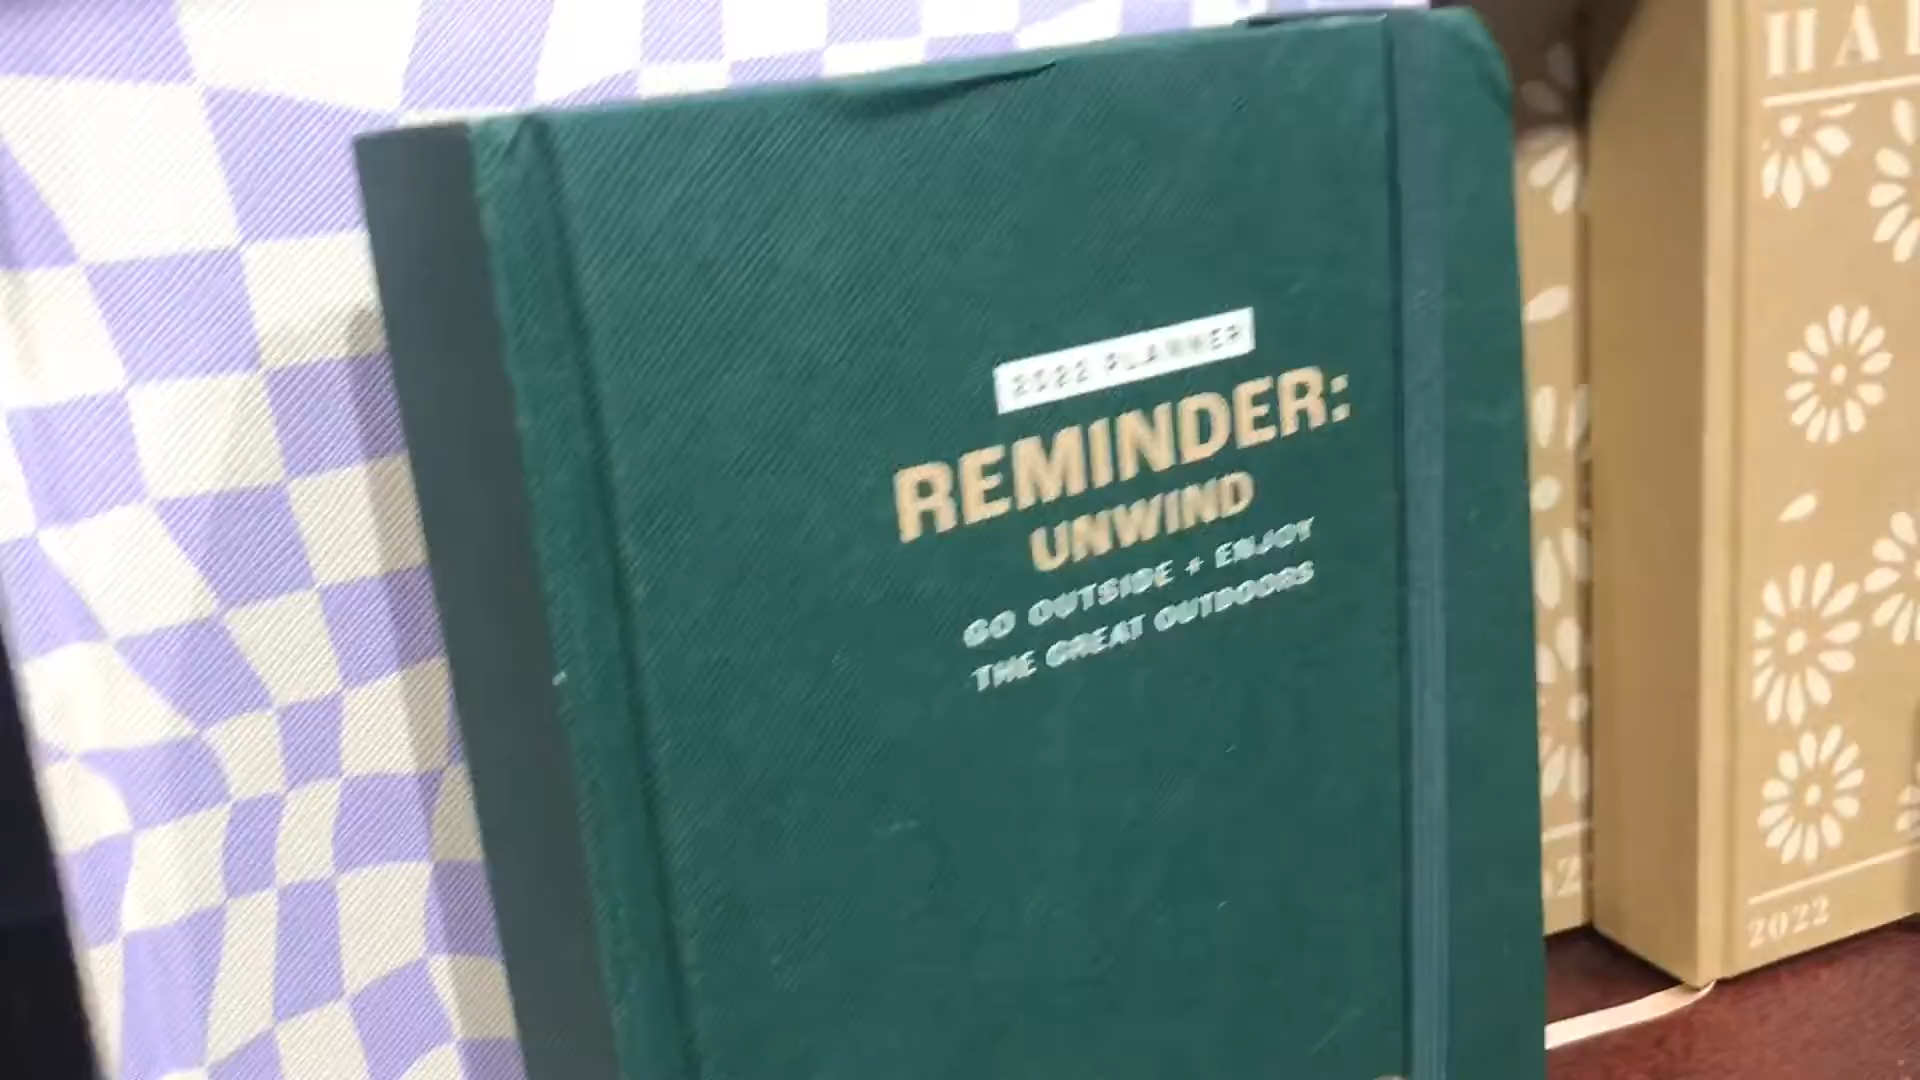 2022 PLANNER
REMINDER:
UNWIND
GO OUTSIDE + ENJOY
THE GREAT OUTDOORS
2022